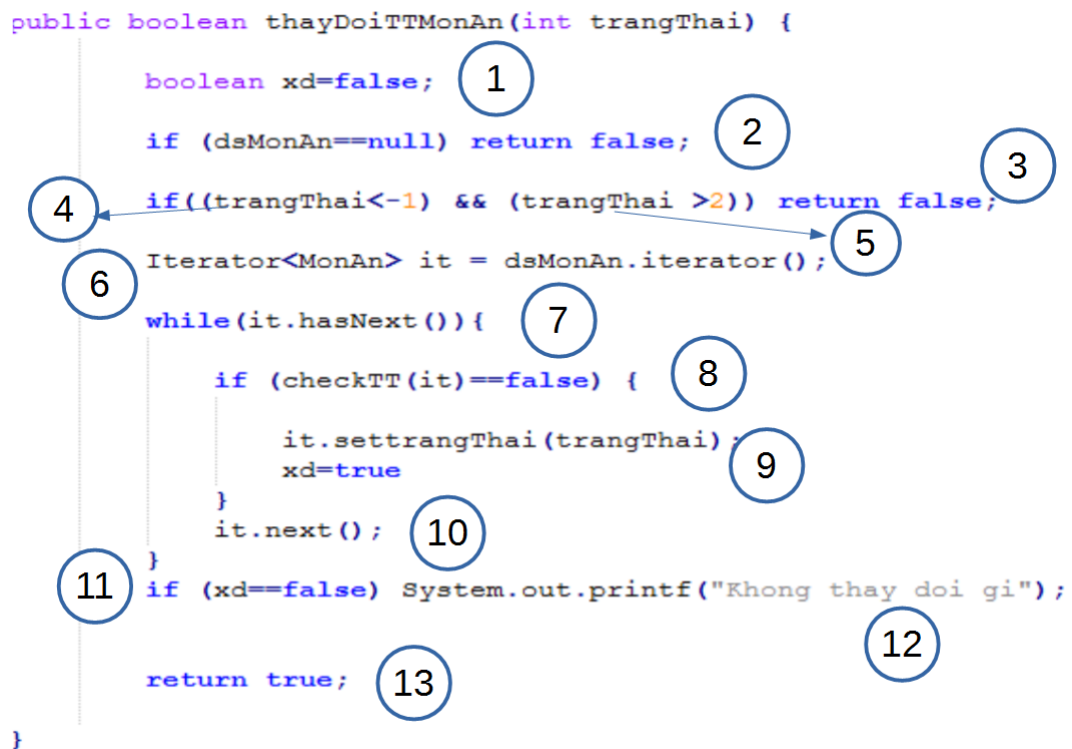 public boolean thayDoiTTMonAn(int trangThai) {
boolean xd=false; 1
if (dsMonAn==null) return false; 2
3
4 if((trangThai<-1) && (trangThai >2)) return false;
5
6 Iterator<MonAn> it = dsMonAn.iterator();
while(it.hasNext()){ 7
if (checkTT(it)==false) { 8
it.settrangThai(trangThai);
xd=true 9
}
it.next(); 10
}
11 if (xd==false) System.out.printf("Khong thay doi gi");
12
return true; 13
}